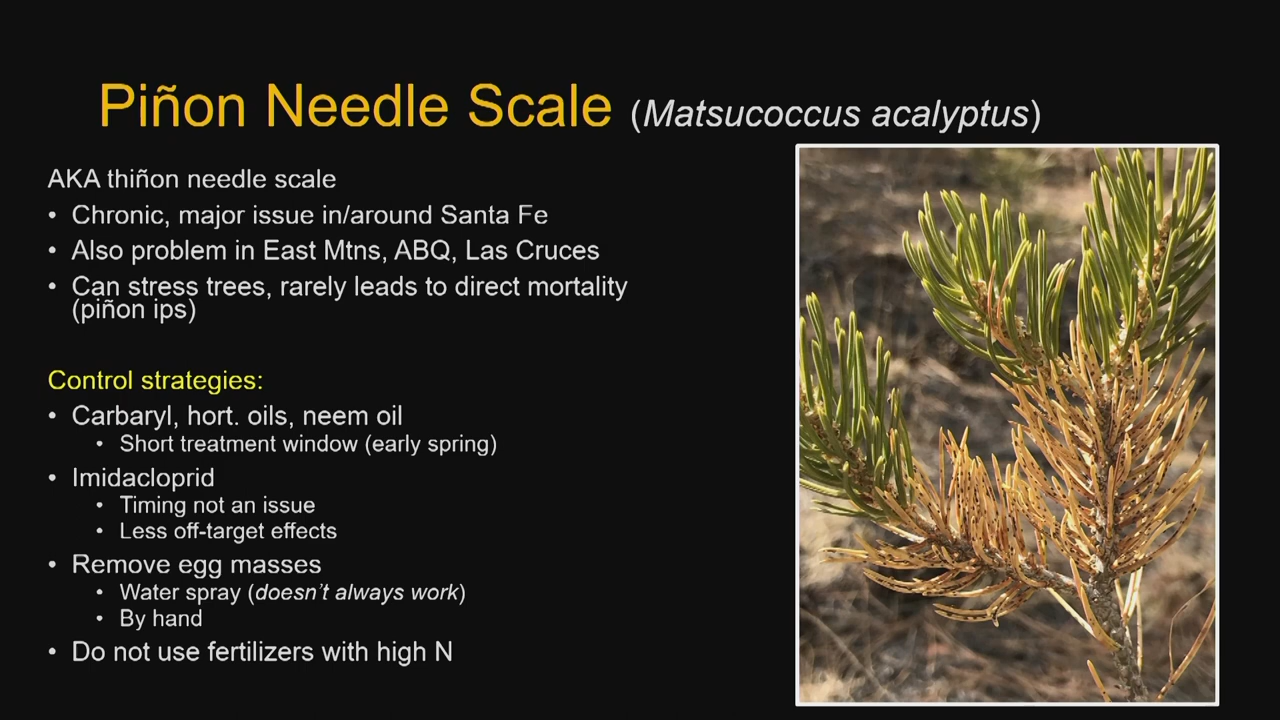 Piñon Needle Scale (Matsucoccus acalyptus)
AKA thiñon needle scale
• Chronic, major issue in/around Santa Fe
• Also problem in East Mtns, ABQ, Las Cruces
• Can stress trees, rarely leads to direct mortality
(piñon ips)
Control strategies:
• Carbaryl, hort. oils, neem oil
• Short treatment window (early spring)
• Imidacloprid
• Timing not an issue
• Less off-target effects
• Remove egg masses
• Water spray (doesn’t always work)
• By hand
• Do not use fertilizers with high N